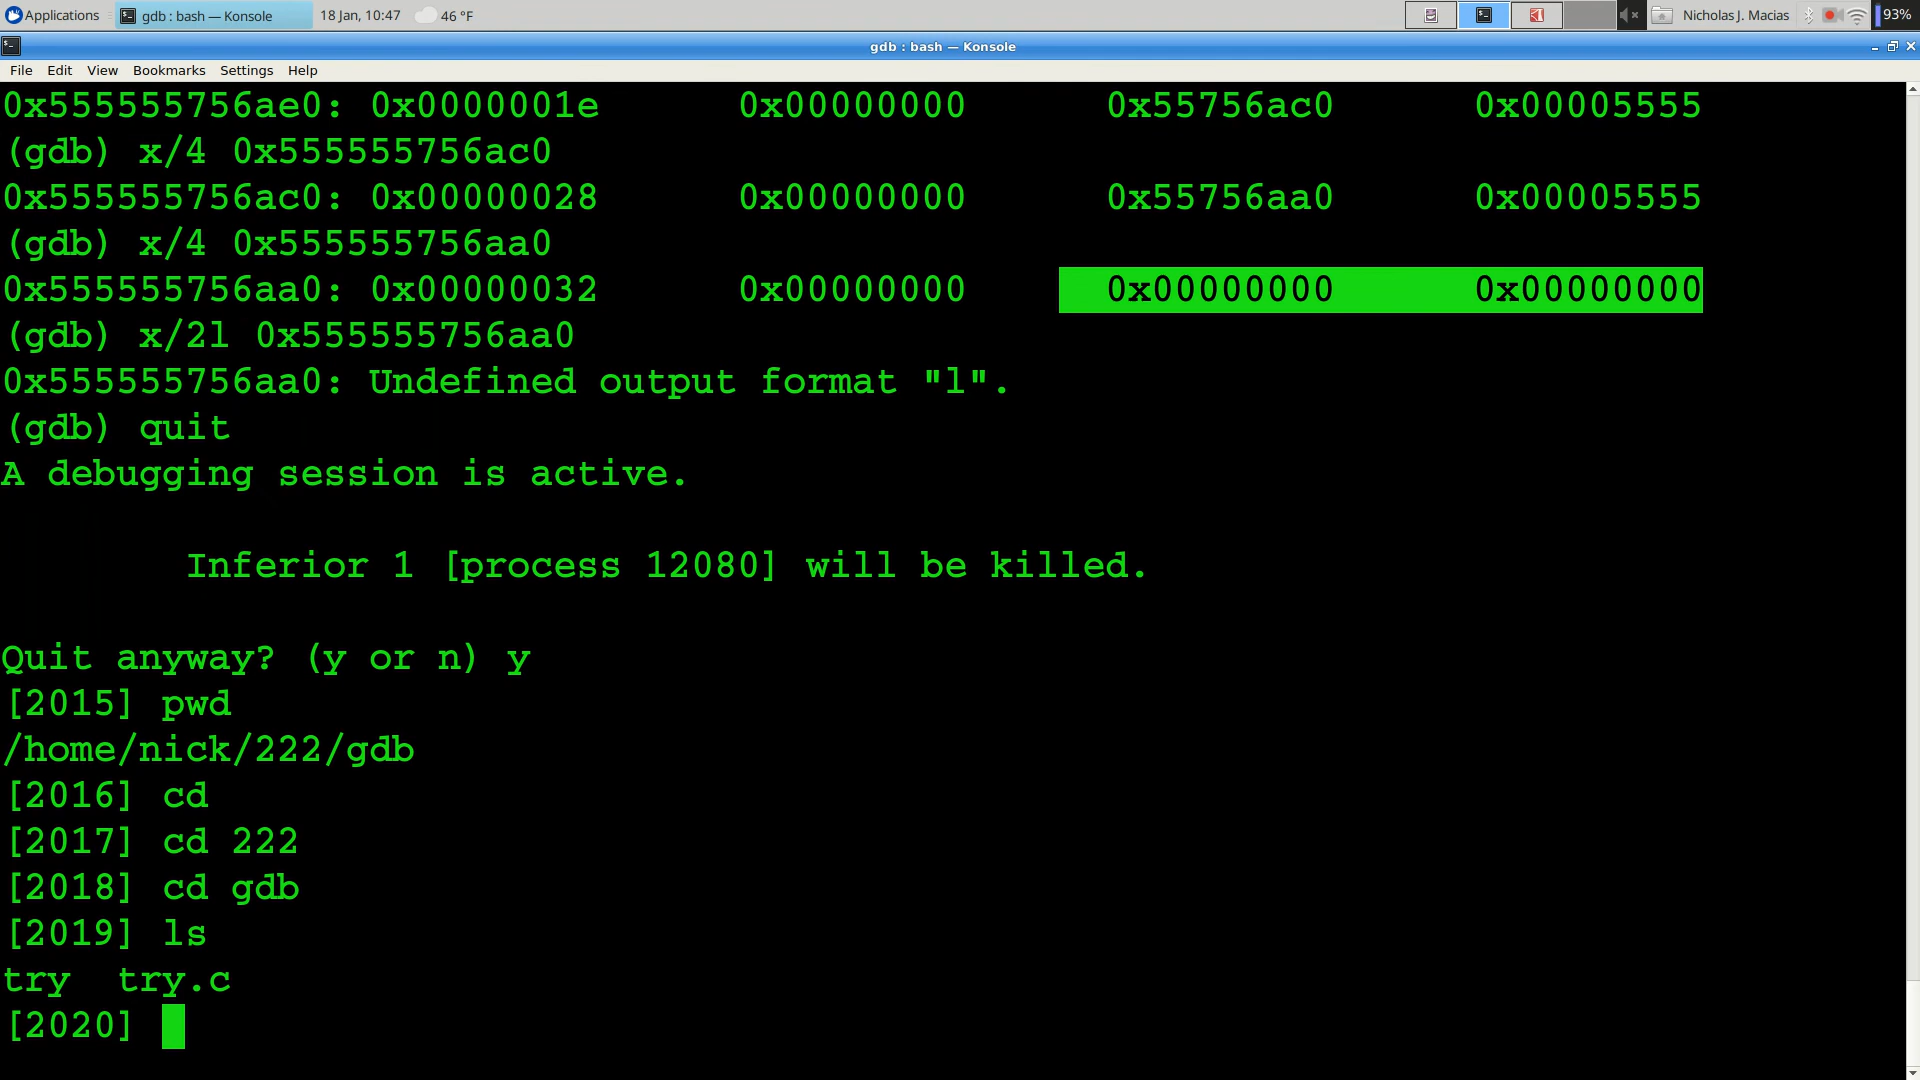 Applications gdb : bash — Konsole 18 Jan, 10:47 46 °F Nicholas J. Macias 93%
gdb : bash — Konsole
File Edit View Bookmarks Settings Help
0x555555756ae0: 0x0000001e 0x00000000 0x55756ac0 0x00005555
(gdb) x/4 0x555555756ac0
0x555555756ac0: 0x00000028 0x00000000 0x55756aa0 0x00005555
(gdb) x/4 0x555555756aa0
0x555555756aa0: 0x00000032 0x00000000 0x00000000 0x00000000
(gdb) x/2l 0x555555756aa0
0x555555756aa0: Undefined output format "l".
(gdb) quit
A debugging session is active.
Inferior 1 [process 12080] will be killed.
Quit anyway? (y or n) y
[2015] pwd
/home/nick/222/gdb
[2016] cd
[2017] cd 222
[2018] cd gdb
[2019] ls
try try.c
[2020]